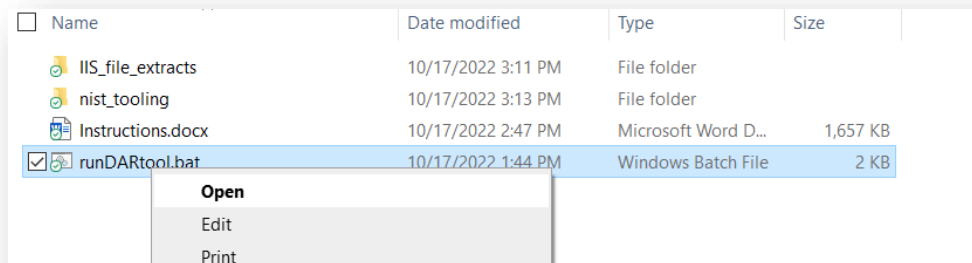 Name Date modified Type Size
IIS_file_extracts 10/17/2022 3:11 PM File folder
nist_tooling 10/17/2022 3:13 PM File folder
Instructions.docx 10/17/2022 2:47 PM Microsoft Word D... 1,657 KB
runDARtool.bat 10/17/2022 1:44 PM Windows Batch File 2 KB
Open
Edit
Print